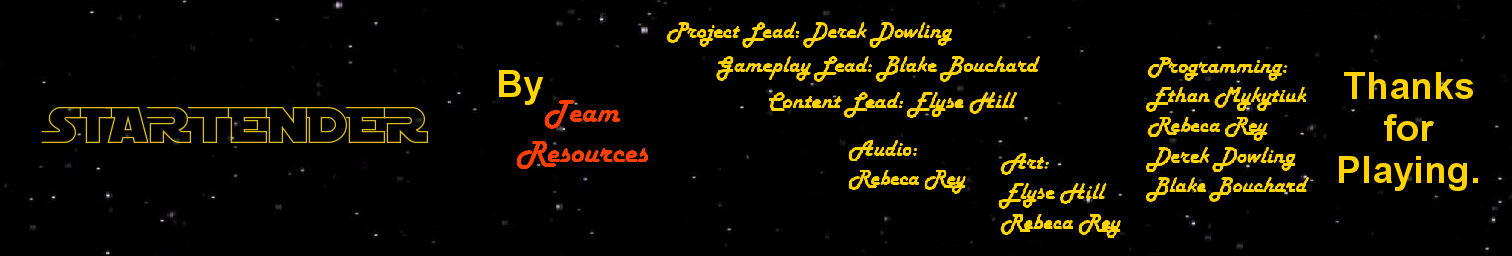 STARTENDER
By
Team
Resources
Project Lead: Derek Dowling
Gameplay Lead: Blake Bouchard
Content Lead: Elyse Hill
Audio:
Rebeca Rey
Art:
Elyse Hill
Rebeca Rey
Programming:
Ethan Mykytiuk
Rebeca Rey
Derek Dowling
Blake Bouchard
Thanks
for
Playing.